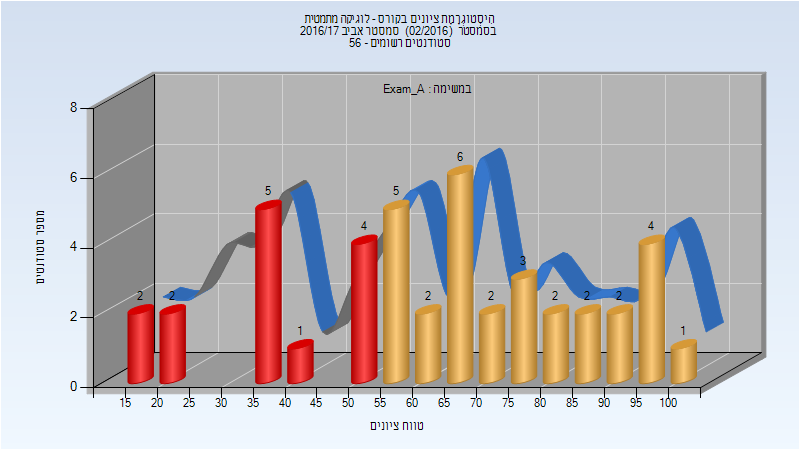 היסטוגרמת ציונים בקורס - לוגיקה מתמטית
בסמסטר (02/2016) סמסטר אביב 2016/17
סטודנטים רשומים - 56
במשימה : Exam_A
מספר סטודנטים
8
6
4
2
0
2
2
5
1
4
5
2
6
2
3
2
2
2
4
1
15 20 30 35 40 45 50 55 60 65 70 75 80 85 90 95 100
טווח ציונים